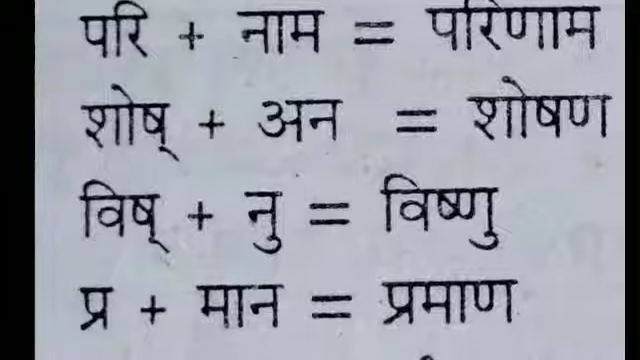 परि + नाम = परिणाम
शोष् + अन = शोषण
विष् + नु = विष्णु
प्र + मान = प्रमाण